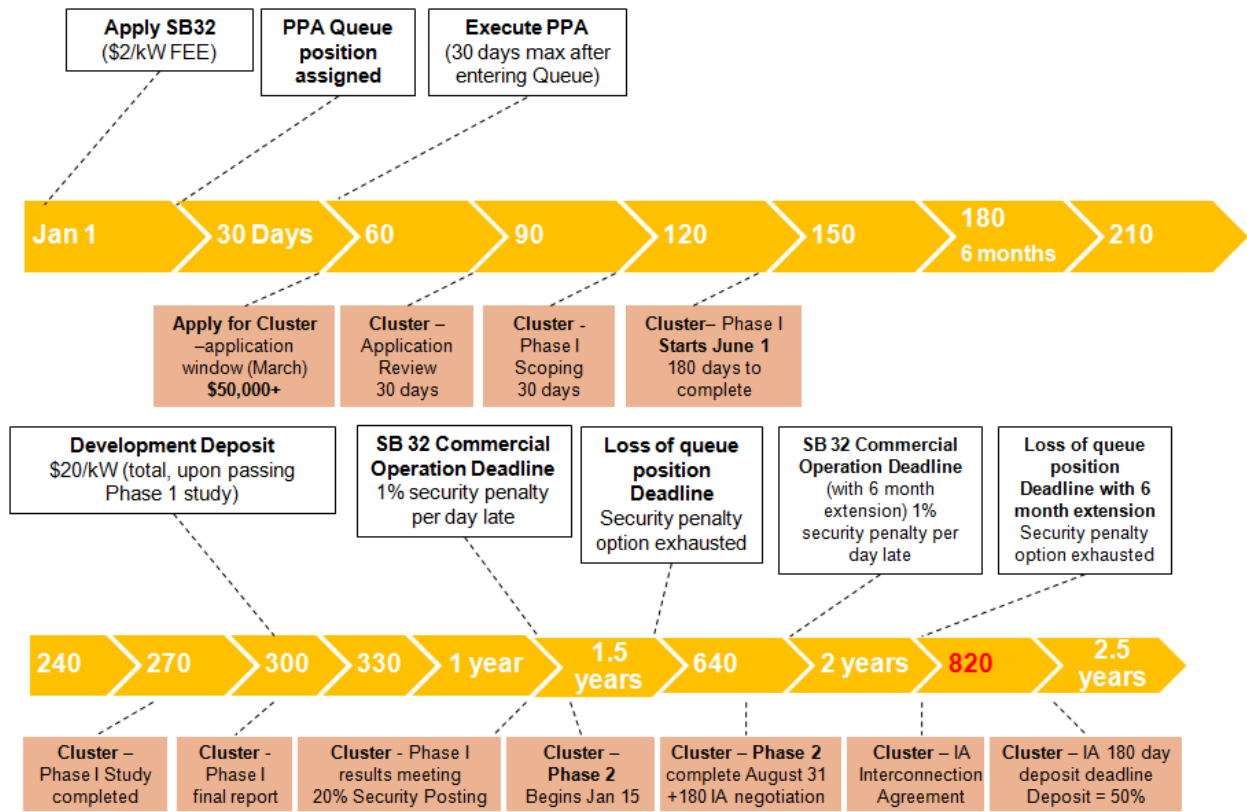 Apply SB32
($2/kW FEE)
PPA Queue
position
assigned
Execute PPA
(30 days max after
entering Queue)
Jan 1
30 Days
60
90
120
150
180
6 months
210
Apply for Cluster
–application
window (March)
$50,000+
Cluster –
Application
Review
30 days
Cluster -
Phase I
Scoping
30 days
Cluster– Phase I
Starts June 1
180 days to
complete
Development Deposit
$20/kW (total, upon passing
Phase 1 study)
SB 32 Commercial
Operation Deadline
1% security penalty
per day late
Loss of queue
position
Deadline
Security penalty
option exhausted
SB 32 Commercial
Operation Deadline
(with 6 month
extension) 1%
security penalty per
day late
Loss of queue
position
Deadline with 6
month extension
Security penalty
option exhausted
240
270
300
330
1 year
1.5
years
640
2 years
820
2.5
years
Cluster –
Phase I Study
completed
Cluster -
Phase I
final report
Cluster - Phase I
results meeting
20% Security Posting
Cluster –
Phase 2
Begins Jan 15
Cluster – Phase 2
complete August 31
+180 IA negotiation
Cluster – IA
Interconnection
Agreement
Cluster – IA 180 day
deposit deadline
Deposit = 50%